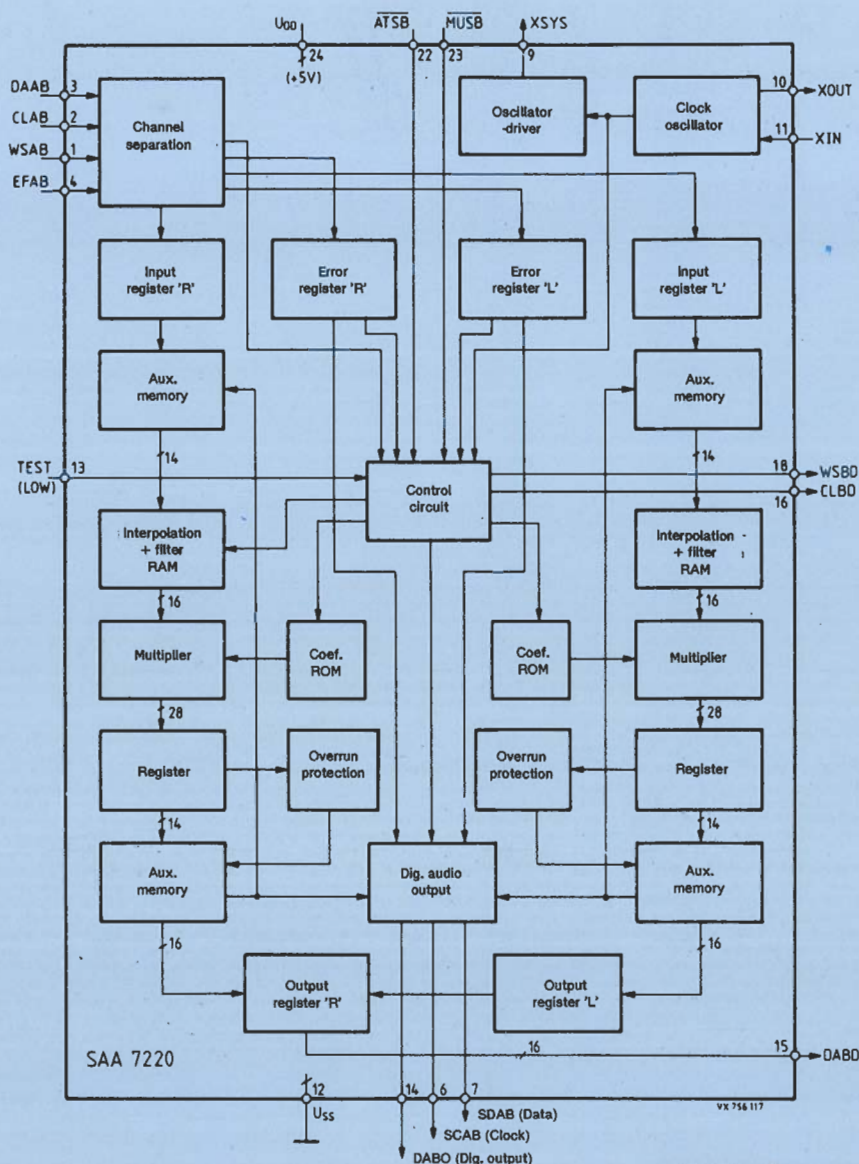 U_DD
ATSB
MUSB
XSYS
24
22
23
9
(+5V)
DAAB 3
CLAB 2
WSAB 1
EFAB 4
Channel
separation
Oscillator
-driver
Clock
oscillator
10 XOUT
11 XIN
Input
register 'R'
Error
register 'R'
Error
register 'L'
Input
register 'L'
Aux.
memory
Aux.
memory
14
14
TEST 13
(LOW)
Control
circuit
18 WSBD
16 CLBD
Interpolation
+ filter
RAM
Interpolation
+ filter
RAM
16
16
Multiplier
Coef.
ROM
Coef.
ROM
Multiplier
28
28
Register
Overrun
protection
Overrun
protection
Register
14
14
Aux.
memory
Dig. audio
output
Aux.
memory
16
16
Output
register 'R'
Output
register 'L'
SAA 7220
16
15 DABD
12
14
6
7
U_SS
SDAB (Data)
VX 756 117
SCAB (Clock)
DABO (Dig. output)